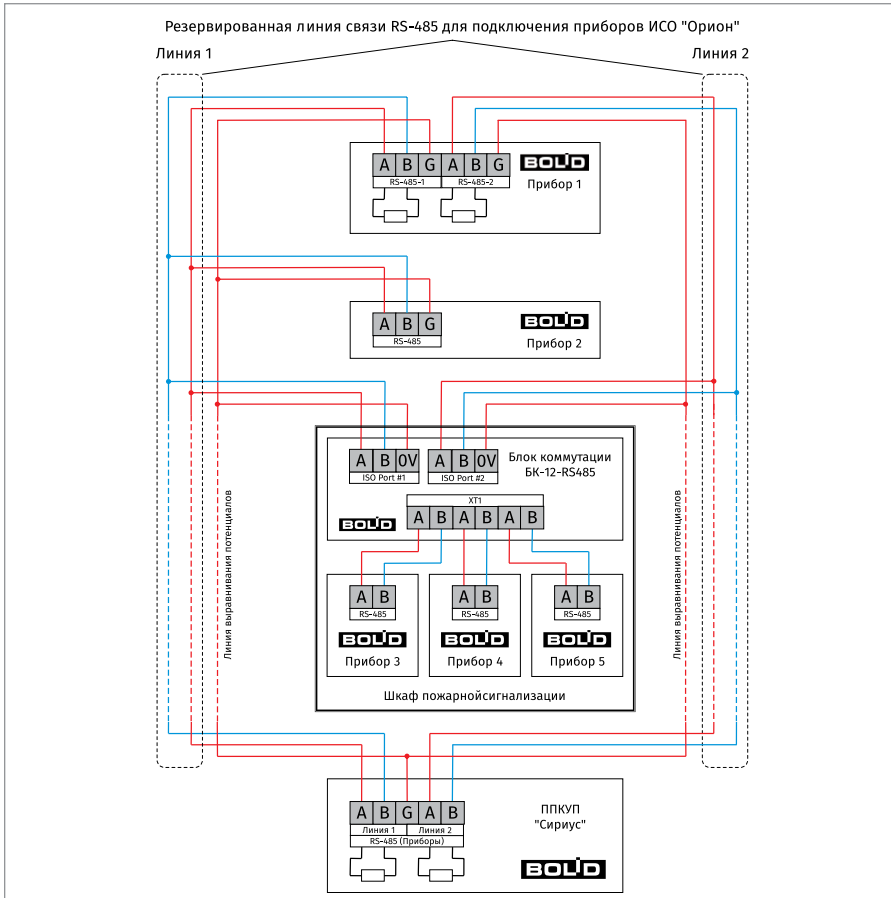 Резервированная линия связи RS-485 для подключения приборов ИСО "Орион"
Линия 1
Линия 2
A B G A B G
RS-485-1 RS-485-2
BOLID
Прибор 1
A B G
RS-485
BOLID
Прибор 2
A B 0V
ISO Port #1
A B 0V
ISO Port #2
Блок коммутации
БК-12-RS485
XT1
A B A B A B
BOLID
Линия выравнивания потенциалов
Линия выравнивания потенциалов
A B
RS-485
BOLID
Прибор 3
A B
RS-485
BOLID
Прибор 4
A B
RS-485
BOLID
Прибор 5
Шкаф пожарнойсигнализации
A B G A B
Линия 1 Линия 2
RS-485 (Приборы)
ППКУП
"Сириус"
BOLID